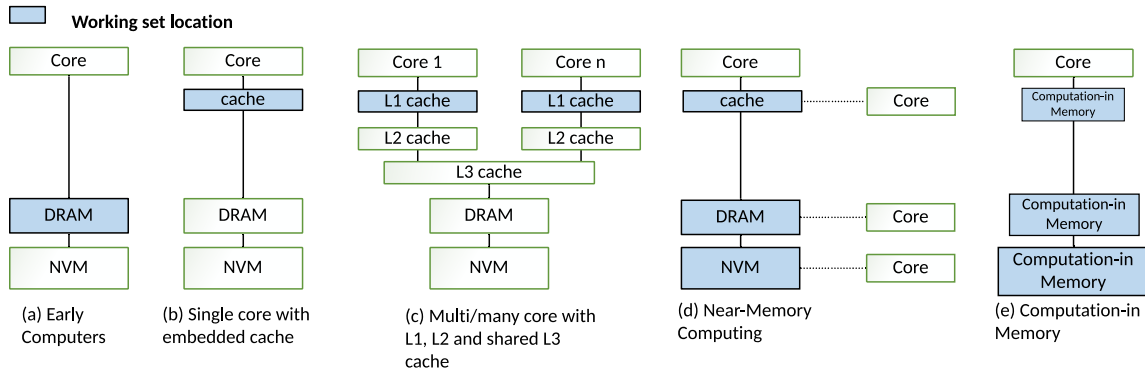 Working set location
Core
DRAM
NVM
(a) Early
Computers
Core
cache
DRAM
NVM
(b) Single core with
embedded cache
Core 1
Core n
L1 cache
L1 cache
L2 cache
L2 cache
L3 cache
DRAM
NVM
(c) Multi/many core with
L1, L2 and shared L3
cache
Core
cache
Core
DRAM
Core
NVM
Core
(d) Near-Memory
Computing
Core
Computation-in
Memory
Computation-in
Memory
Computation-in
Memory
(e) Computation-in
Memory